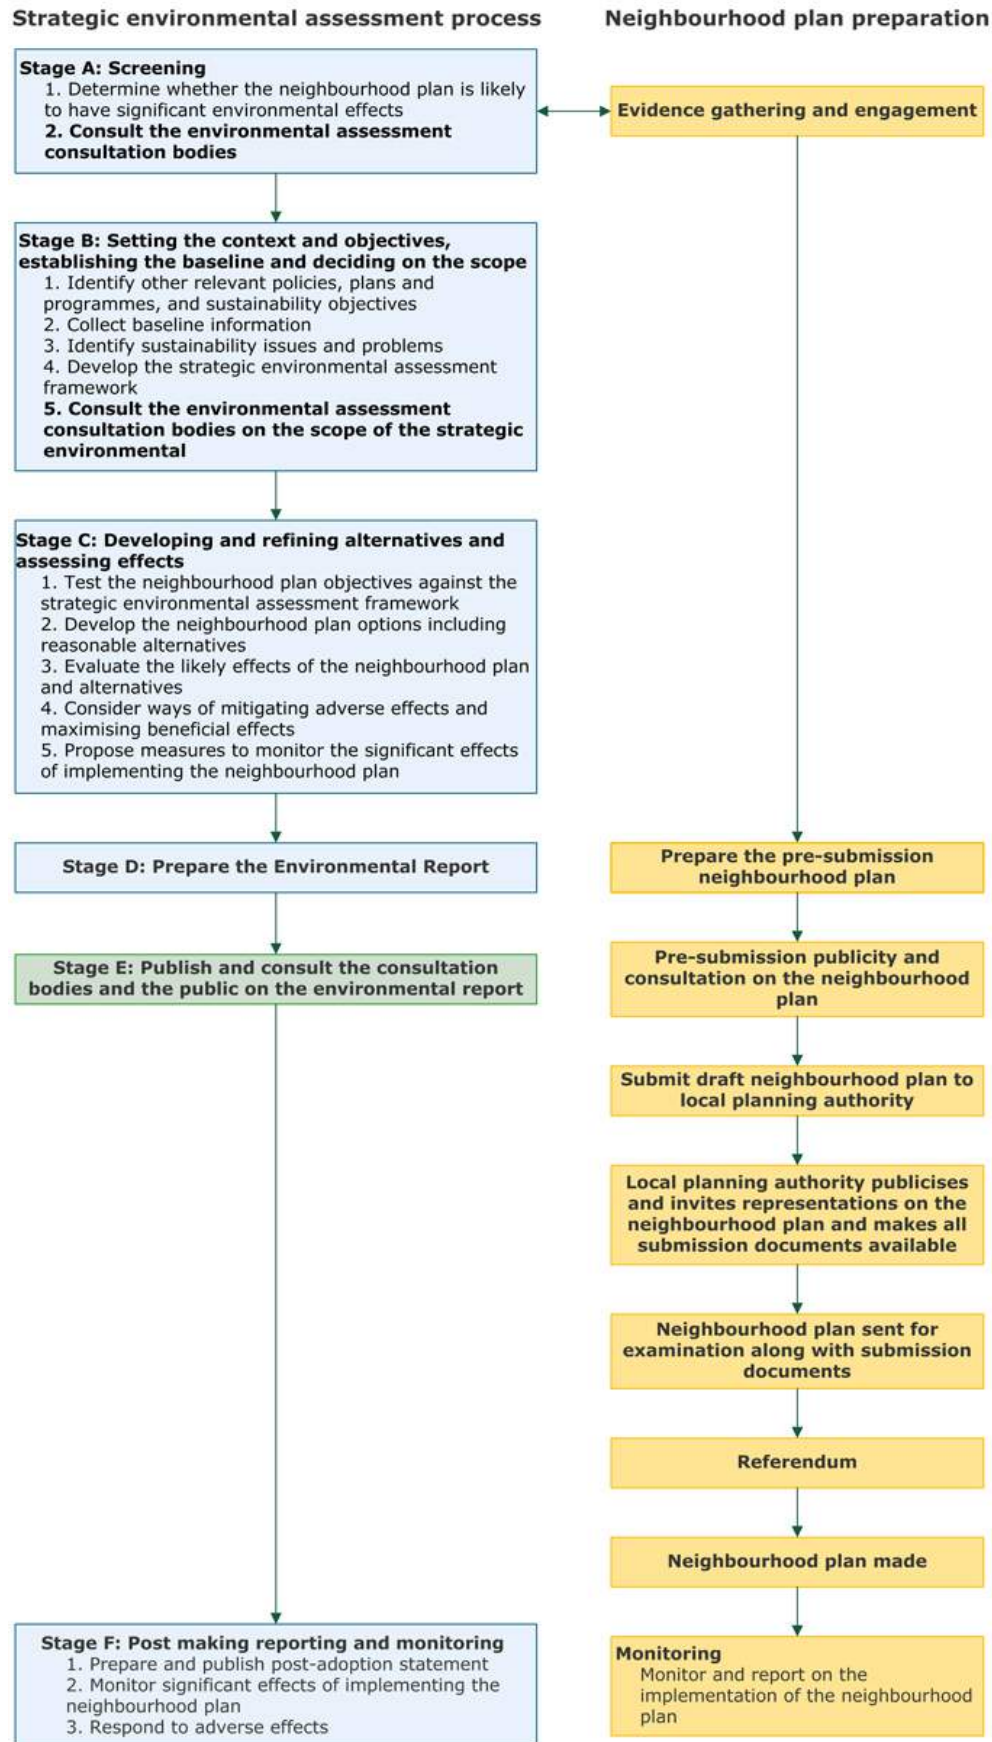 Strategic environmental assessment process
Neighbourhood plan preparation
Stage A: Screening
1. Determine whether the neighbourhood plan is likely
to have significant environmental effects
2. Consult the environmental assessment
consultation bodies
Evidence gathering and engagement
Stage B: Setting the context and objectives,
establishing the baseline and deciding on the scope
1. Identify other relevant policies, plans and
programmes, and sustainability objectives
2. Collect baseline information
3. Identify sustainability issues and problems
4. Develop the strategic environmental assessment
framework
5. Consult the environmental assessment
consultation bodies on the scope of the strategic
environmental
Stage C: Developing and refining alternatives and
assessing effects
1. Test the neighbourhood plan objectives against the
strategic environmental assessment framework
2. Develop the neighbourhood plan options including
reasonable alternatives
3. Evaluate the likely effects of the neighbourhood plan
and alternatives
4. Consider ways of mitigating adverse effects and
maximising beneficial effects
5. Propose measures to monitor the significant effects
of implementing the neighbourhood plan
Stage D: Prepare the Environmental Report
Prepare the pre-submission
neighbourhood plan
Stage E: Publish and consult the consultation
bodies and the public on the environmental report
Pre-submission publicity and
consultation on the neighbourhood
plan
Submit draft neighbourhood plan to
local planning authority
Local planning authority publicises
and invites representations on the
neighbourhood plan and makes all
submission documents available
Neighbourhood plan sent for
examination along with submission
documents
Referendum
Neighbourhood plan made
Stage F: Post making reporting and monitoring
1. Prepare and publish post-adoption statement
2. Monitor significant effects of implementing the
neighbourhood plan
3. Respond to adverse effects
Monitoring
Monitor and report on the
implementation of the neighbourhood
plan